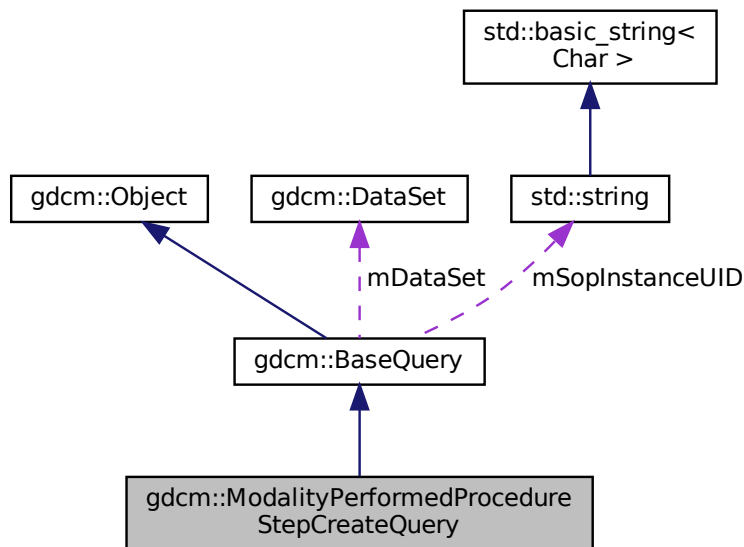 std::basic_string<
Char >
gdcm::Object
gdcm::DataSet
std::string
mDataSet
mSopInstanceUID
gdcm::BaseQuery
gdcm::ModalityPerformedProcedure
StepCreateQuery